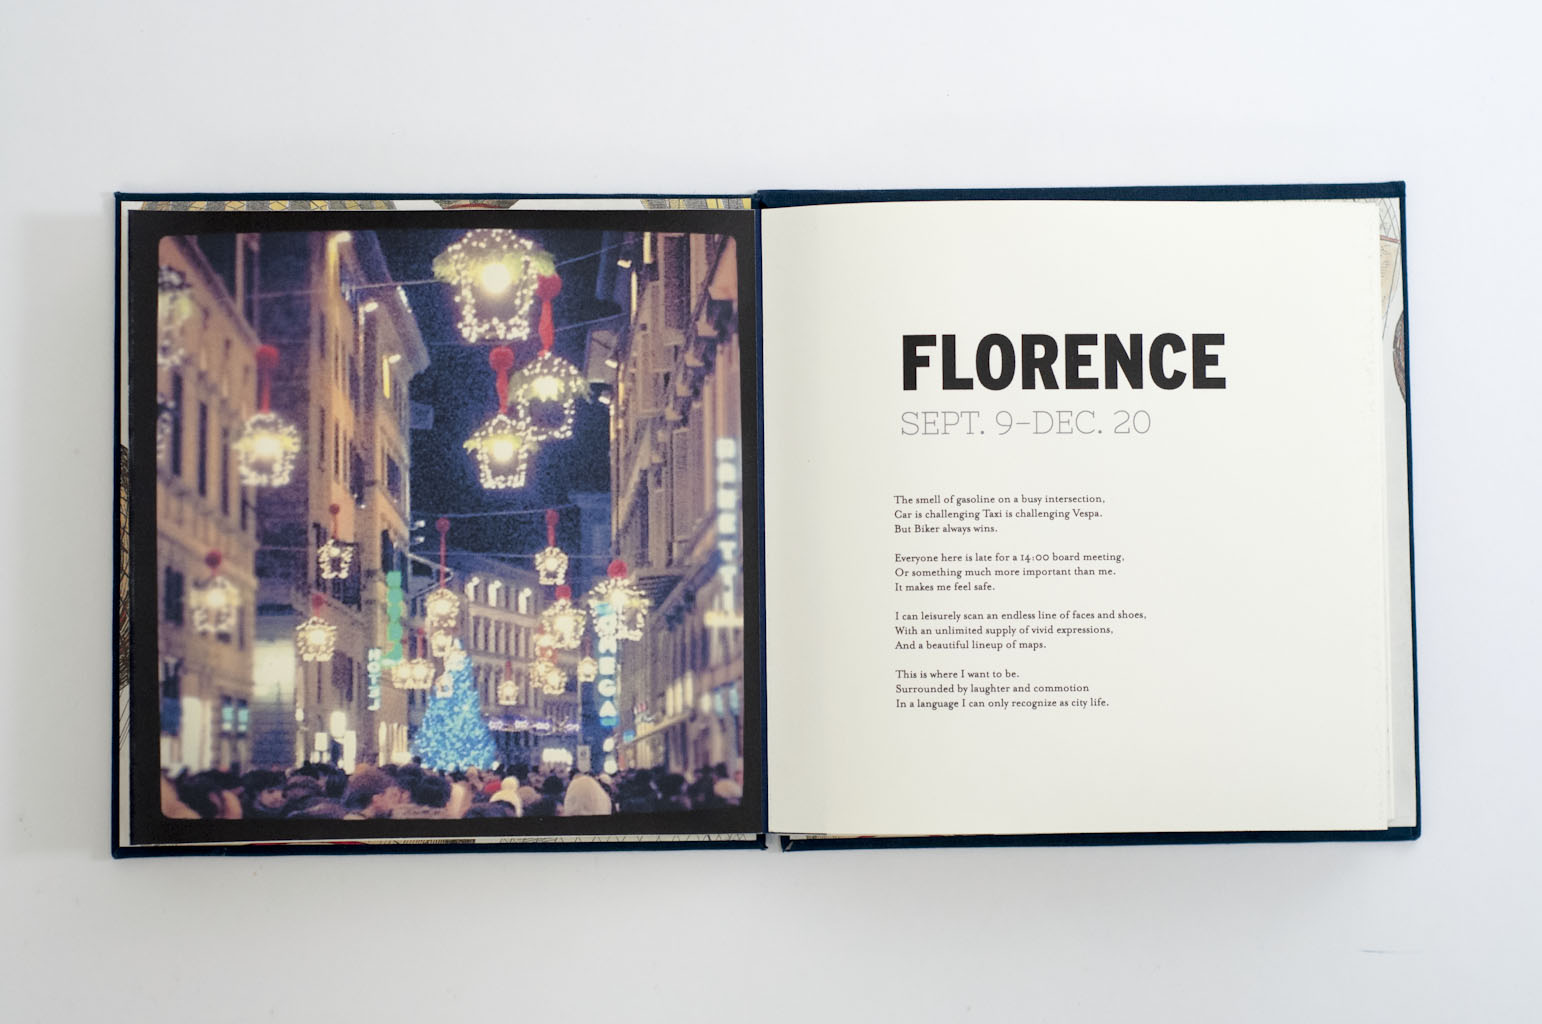 FLORENCE
SEPT. 9–DEC. 20
The smell of gasoline on a busy intersection,
Car is challenging Taxi is challenging Vespa.
But Biker always wins.
Everyone here is late for a 14:00 board meeting,
Or something much more important than me.
It makes me feel safe.
I can leisurely scan an endless line of faces and shoes,
With an unlimited supply of vivid expressions,
And a beautiful lineup of maps.
This is where I want to be.
Surrounded by laughter and commotion
In a language I can only recognize as city life.